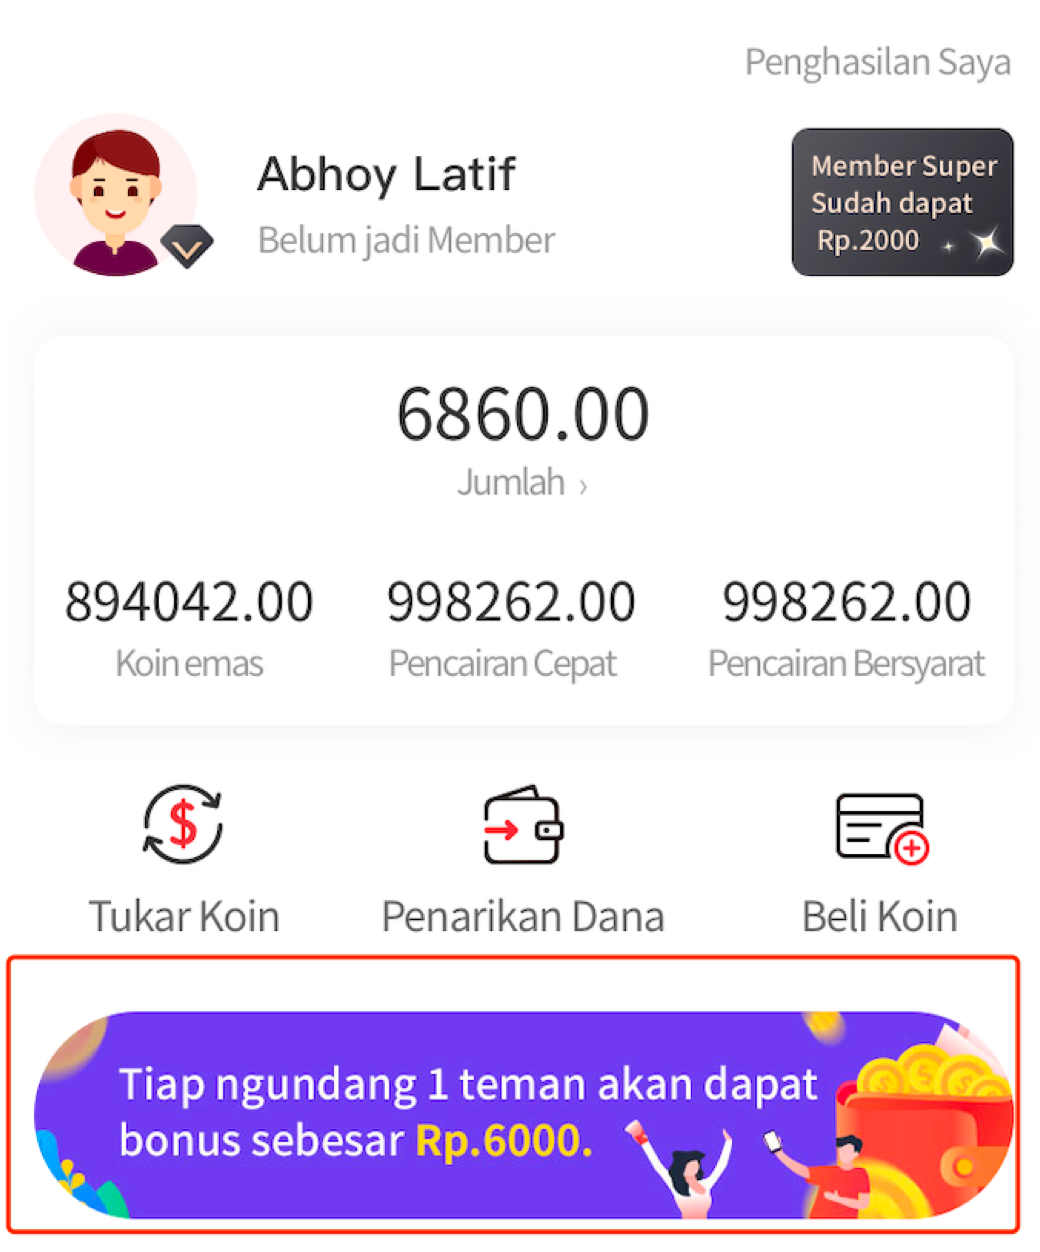 Penghasilan Saya
Abhoy Latif
Belum jadi Member
Member Super
Sudah dapat
Rp.2000
6860.00
Jumlah ›
894042.00
Koin emas
998262.00
Pencairan Cepat
998262.00
Pencairan Bersyarat
Tukar Koin
Penarikan Dana
Beli Koin
Tiap ngundang 1 teman akan dapat
bonus sebesar Rp.6000.